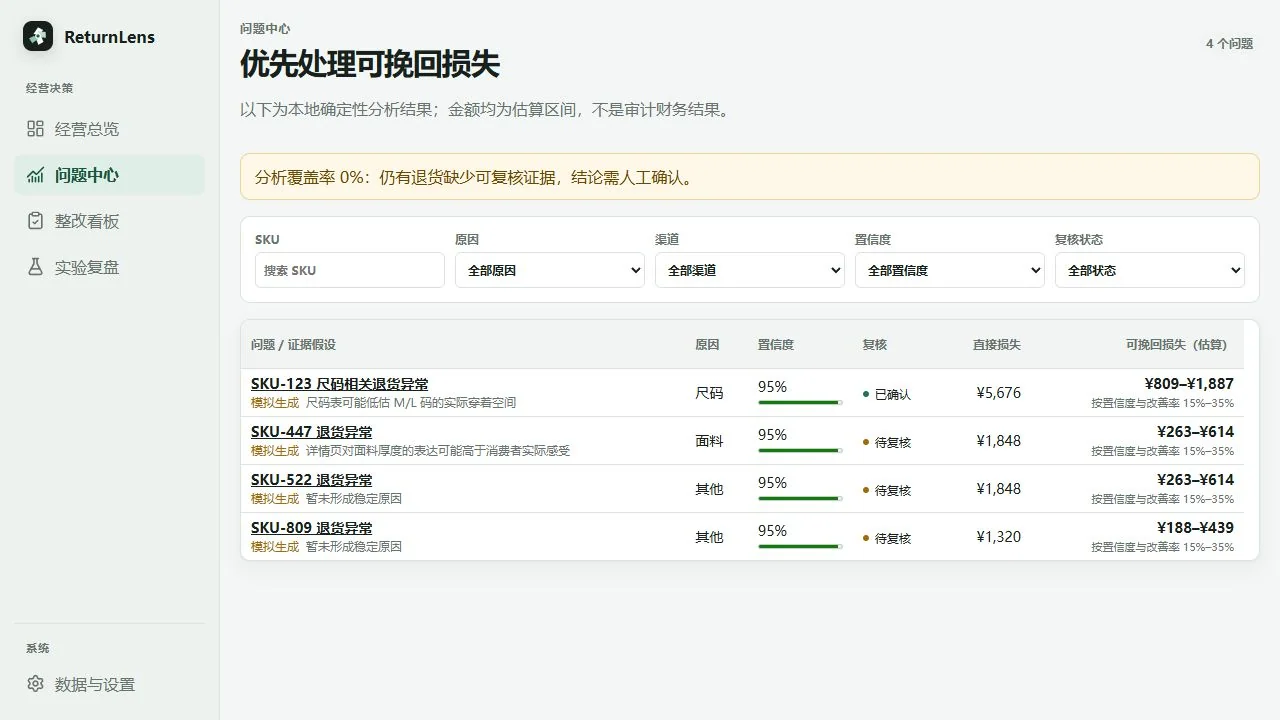 ReturnLens
经营决策
经营总览
问题中心
整改看板
实验复盘
系统
数据与设置
问题中心
优先处理可挽回损失
以下为本地确定性分析结果；金额均为估算区间，不是审计财务结果。
4 个问题
分析覆盖率 0%：仍有退货缺少可复核证据，结论需人工确认。
SKU 原因 渠道 置信度 复核状态
搜索 SKU 全部原因 全部渠道 全部置信度 全部状态
问题 / 证据假设 原因 置信度 复核 直接损失 可挽回损失（估算）
SKU-123 尺码相关退货异常 尺码 95% 已确认 ¥5,676 ¥809–¥1,887
模拟生成 尺码表可能低估 M/L 码的实际穿着空间 按置信度与改善率 15%–35%
SKU-447 退货异常 面料 95% 待复核 ¥1,848 ¥263–¥614
模拟生成 详情页对面料厚度的表达可能高于消费者实际感受 按置信度与改善率 15%–35%
SKU-522 退货异常 其他 95% 待复核 ¥1,848 ¥263–¥614
模拟生成 暂未形成稳定原因 按置信度与改善率 15%–35%
SKU-809 退货异常 其他 95% 待复核 ¥1,320 ¥188–¥439
模拟生成 暂未形成稳定原因 按置信度与改善率 15%–35%